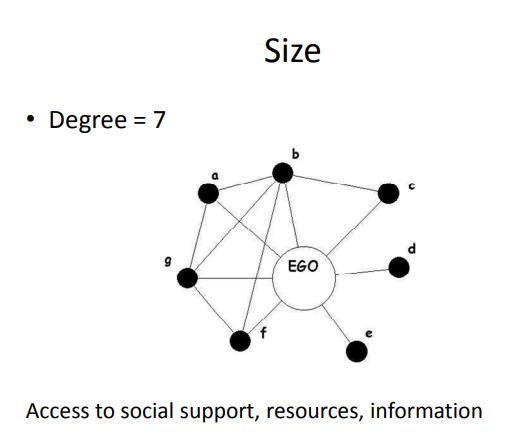 Size
• Degree = 7
b
a
c
g
d
EGO
f
e
Access to social support, resources, information